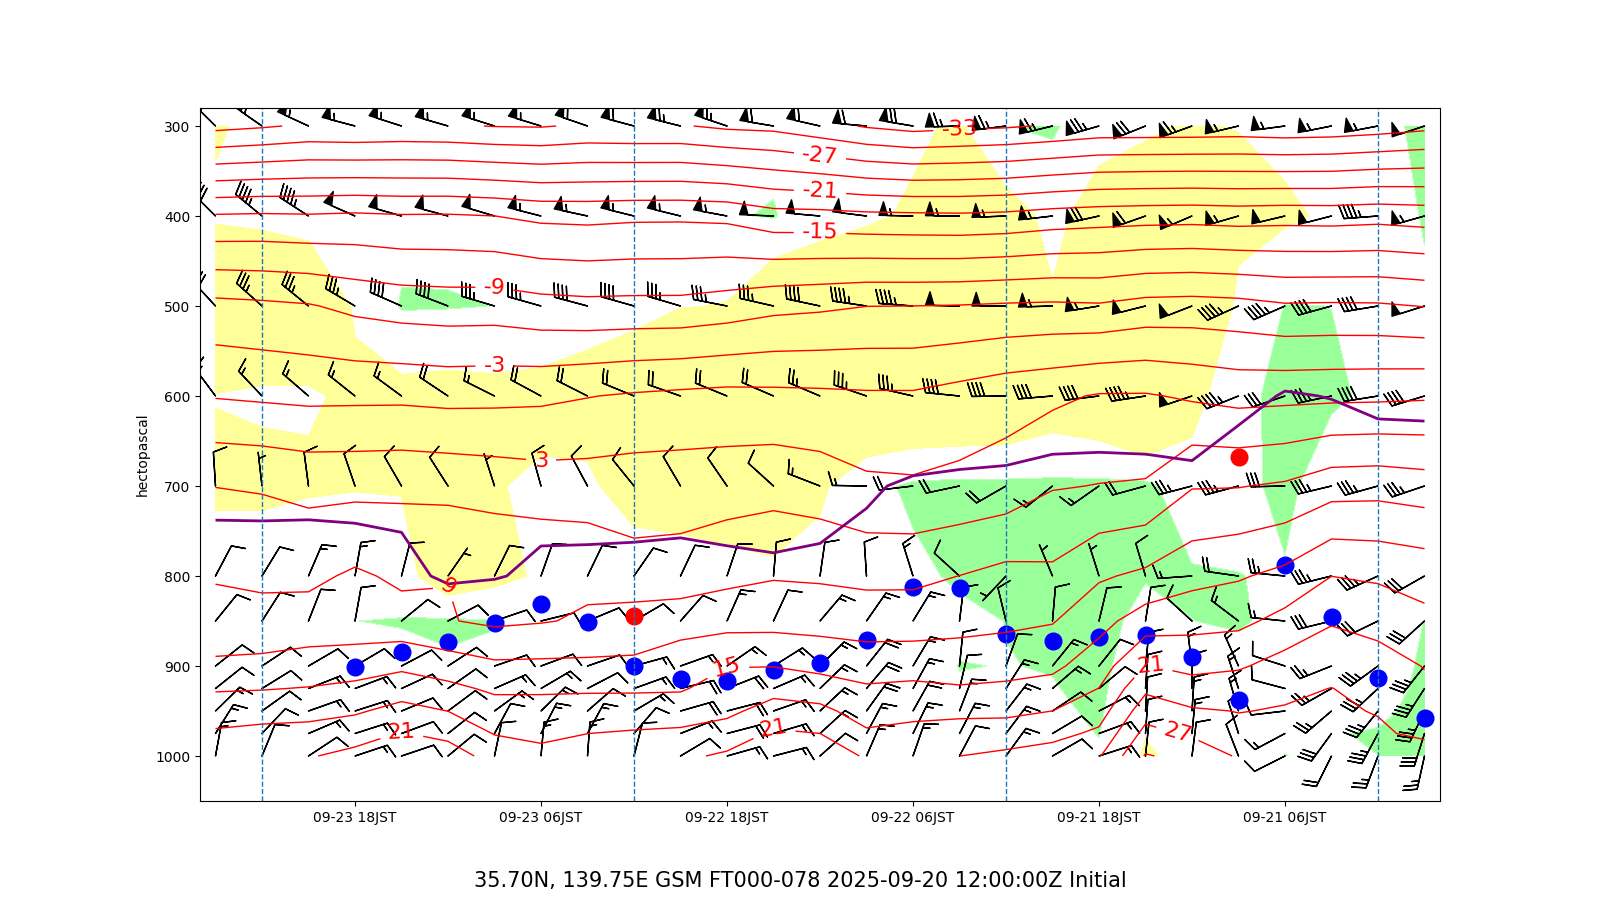 300
400
500
600
700
800
900
1000
hectopascal
-33
-27
-21
-15
-9
-3
3
9
15
21
21
21
27
09-23 18JST
09-23 06JST
09-22 18JST
09-22 06JST
09-21 18JST
09-21 06JST
35.70N, 139.75E GSM FT000-078 2025-09-20 12:00:00Z Initial